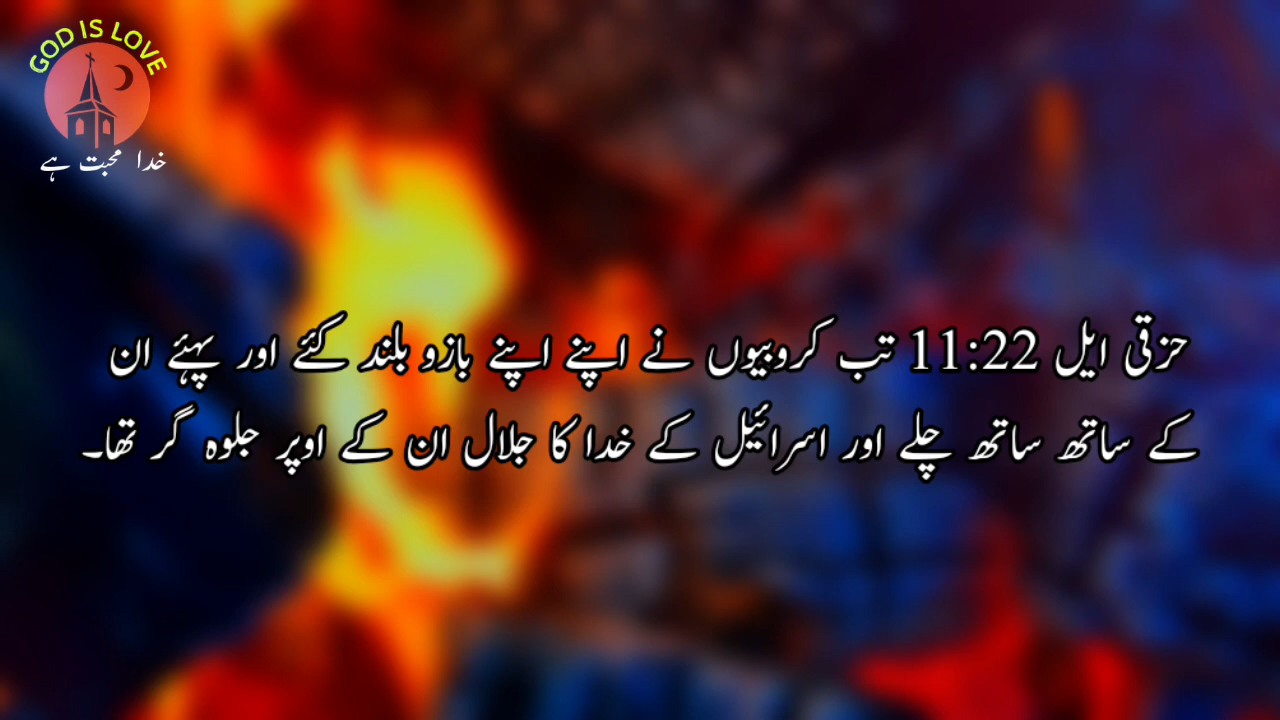 GOD IS LOVE
خدا محبت ہے
حزقی ایل 11:22 تب کروبیوں نے اپنے اپنے بازو بلند کئے اور پہئے ان
کے ساتھ ساتھ چلے اور اسرائیل کے خدا کا جلال ان کے اوپر جلوہ گر تھا۔